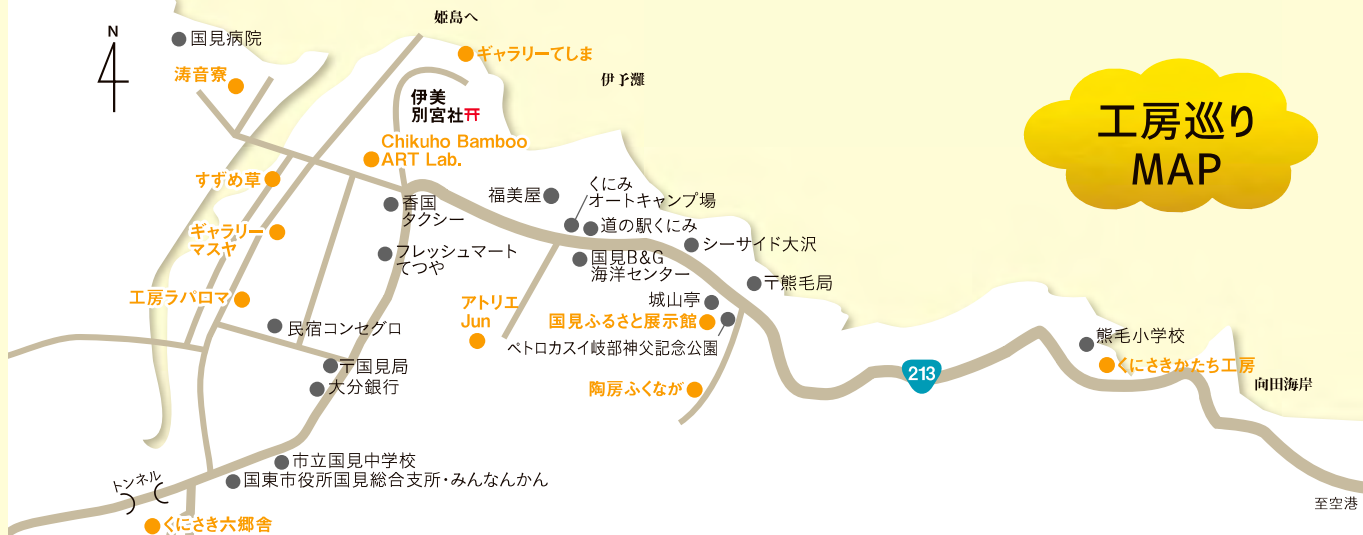 姫島へ
N
国見病院
ギャラリーてしま
涛音寮
伊予灘
伊美
別宮社
工房巡り
MAP
Chikuho Bamboo
ART Lab.
すずめ草
福美屋
くにみ
オートキャンプ場
香国
タクシー
道の駅くにみ
ギャラリー
マスヤ
シーサイド大沢
フレッシュマート
てつや
国見B&G
海洋センター
〒熊毛局
工房ラパロマ
アトリエ
Jun
城山亭
国見ふるさと展示館
民宿コンセグロ
ペトロカスイ岐部神父記念公園
熊毛小学校
〒国見局
くにさきかたち工房
213
大分銀行
陶房ふくなが
向田海岸
市立国見中学校
トンネル
国東市役所国見総合支所・みんなんかん
至空港
くにさき六郷舎